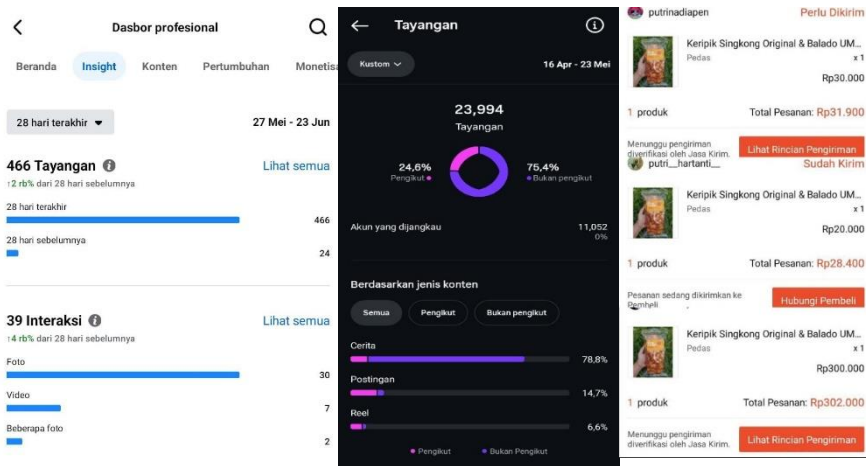 Dasbor profesional
Beranda Insight Konten Pertumbuhan Monetisa
28 hari terakhir
27 Mei - 23 Jun
466 Tayangan
Lihat semua
↑2 rb% dari 28 hari sebelumnya
28 hari terakhir
466
28 hari sebelumnya
24
39 Interaksi
Lihat semua
↑4 rb% dari 28 hari sebelumnya
Foto
30
Video
7
Beberapa foto
2
Tayangan
Kustom
16 Apr - 23 Mei
23,994
Tayangan
24,6%
Pengikut
75,4%
Bukan pengikut
Akun yang dijangkau
11,052
0%
Berdasarkan jenis konten
Semua Pengikut Bukan pengikut
Cerita
78,8%
Postingan
14,7%
Reel
6,6%
Pengikut Bukan Pengikut
putrinadiapen
Perlu Dikirim
Keripik Singkong Original & Balado UM...
Pedas
x 1
Rp30.000
1 produk
Total Pesanan: Rp31.900
Menunggu pengiriman
diverifikasi oleh Jasa Kirim.
Lihat Rincian Pengiriman
putri__hartanti__
Sudah Kirim
Keripik Singkong Original & Balado UM...
Pedas
x 1
Rp20.000
1 produk
Total Pesanan: Rp28.400
Pesanan sedang dikirimkan ke
Pembeli
Hubungi Pembeli
Keripik Singkong Original & Balado UM...
Pedas
x 1
Rp300.000
1 produk
Total Pesanan: Rp302.000
Menunggu pengiriman
diverifikasi oleh Jasa Kirim.
Lihat Rincian Pengiriman